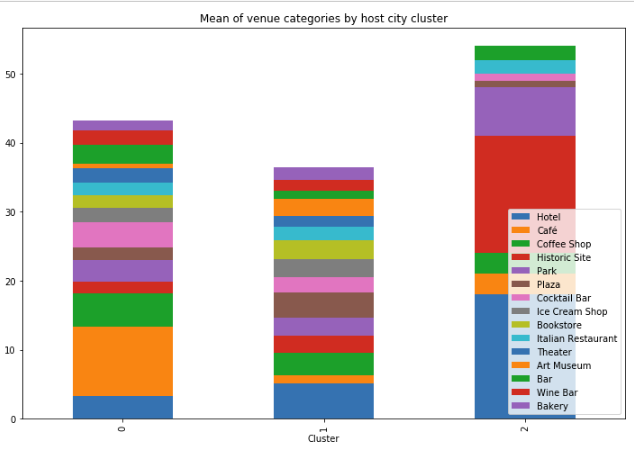 Mean of venue categories by host city cluster
50
40
30
20
10
0
Hotel
Café
Coffee Shop
Historic Site
Park
Plaza
Cocktail Bar
Ice Cream Shop
Bookstore
Italian Restaurant
Theater
Art Museum
Bar
Wine Bar
Bakery
0
1
2
Cluster